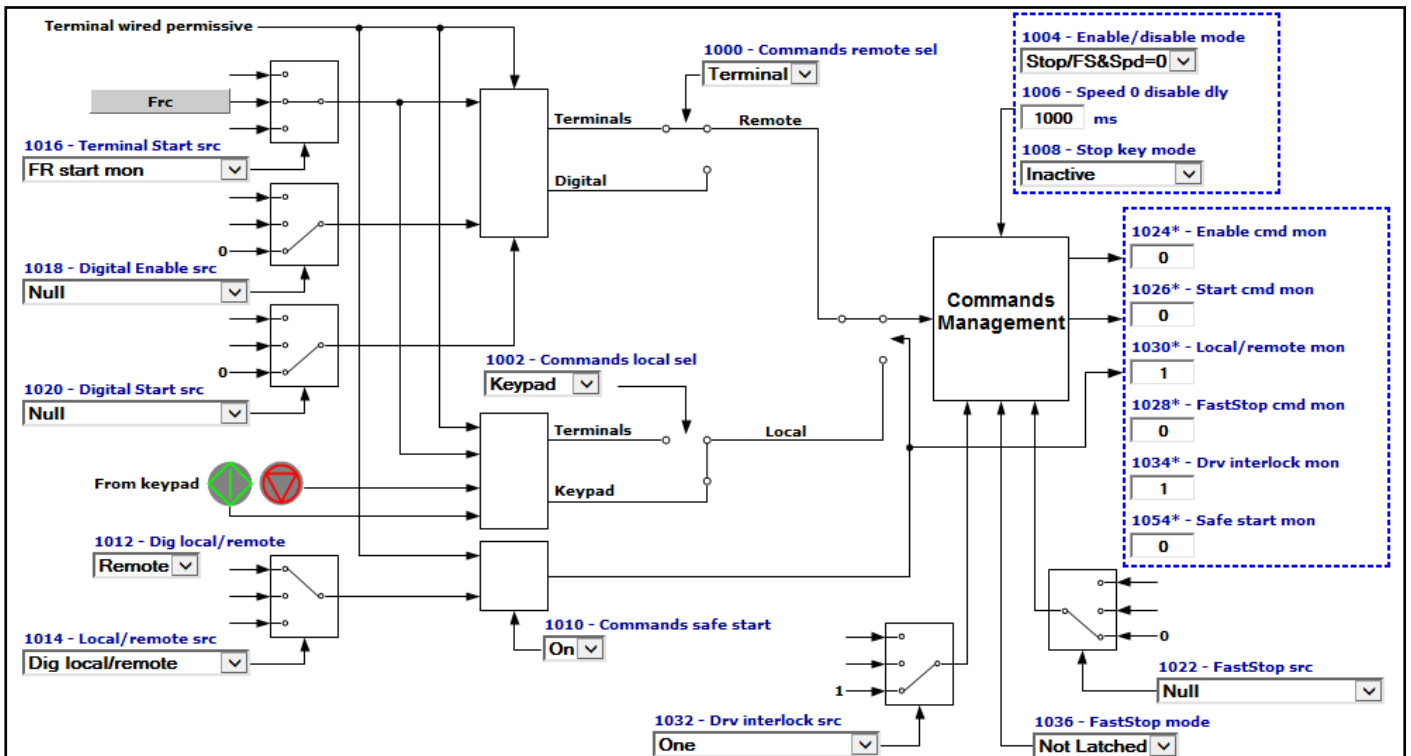 Terminal wired permissive
Frc
1016 - Terminal Start src
FR start mon
0
1018 - Digital Enable src
Null
0
1020 - Digital Start src
Null
From keypad
1012 - Dig local/remote
Remote
1014 - Local/remote src
Dig local/remote
1000 - Commands remote sel
Terminal
Terminals
Remote
Digital
1002 - Commands local sel
Keypad
Terminals
Local
Keypad
1010 - Commands safe start
On
1004 - Enable/disable mode
Stop/FS&Spd=0
1006 - Speed 0 disable dly
1000 ms
1008 - Stop key mode
Inactive
Commands
Management
1024* - Enable cmd mon
0
1026* - Start cmd mon
0
1030* - Local/remote mon
1
1028* - FastStop cmd mon
0
1034* - Drv interlock mon
1
1054* - Safe start mon
0
1
1032 - Drv interlock src
One
0
1022 - FastStop src
Null
1036 - FastStop mode
Not Latched